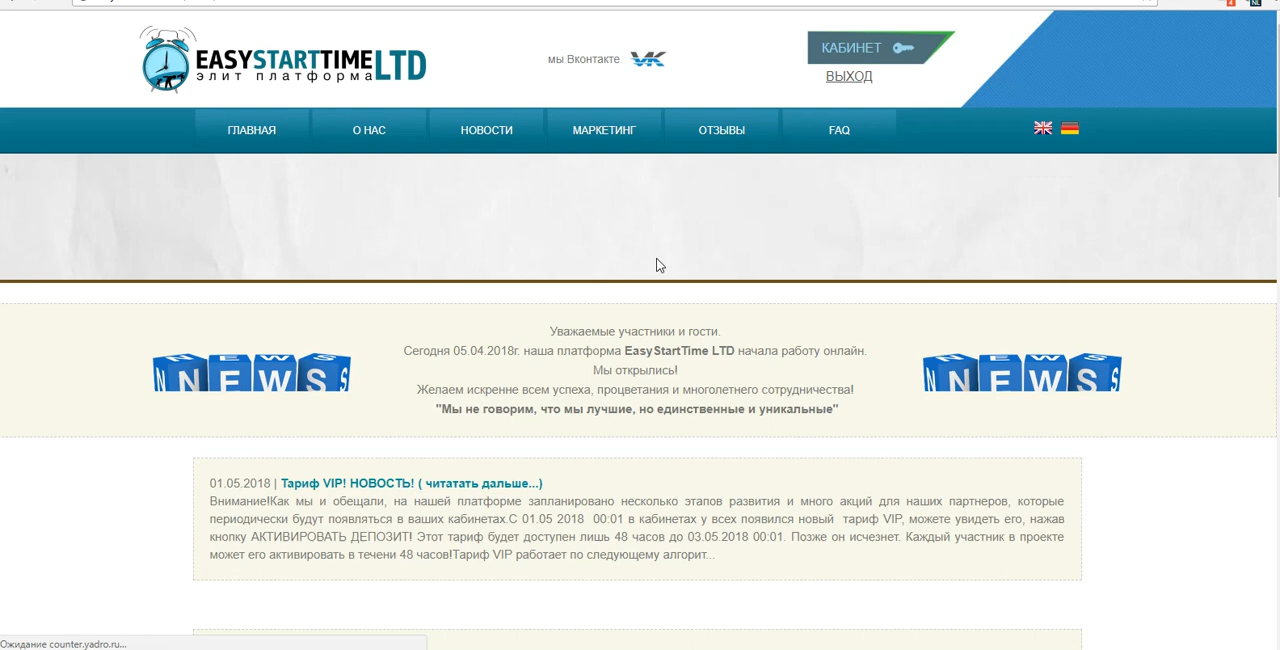 EASYSTARTTIME LTD
элит платформа
мы Вконтакте
КАБИНЕТ
ВЫХОД
ГЛАВНАЯ
О НАС
НОВОСТИ
МАРКЕТИНГ
ОТЗЫВЫ
FAQ
Уважаемые участники и гости.
Сегодня 05.04.2018г. наша платформа EasyStartTime LTD начала работу онлайн.
Мы открылись!
Желаем искренне всем успеха, процветания и многолетнего сотрудничества!
"Мы не говорим, что мы лучшие, но единственные и уникальные"
NEWS
NEWS
NEWS
NEWS
01.05.2018 | Тариф VIP! НОВОСТЬ! ( читатать дальше...)
Внимание!Как мы и обещали, на нашей платформе запланировано несколько этапов развития и много акций для наших партнеров, которые
периодически будут появляться в ваших кабинетах.С 01.05 2018 00:01 в кабинетах у всех появился новый тариф VIP, можете увидеть его, нажав
кнопку АКТИВИРОВАТЬ ДЕПОЗИТ! Этот тариф будет доступен лишь 48 часов до 03.05.2018 00:01. Позже он исчезнет. Каждый участник в проекте
может его активировать в течени 48 часов!Тариф VIP работает по следующему алгорит...
Ожидание counter.yadro.ru...